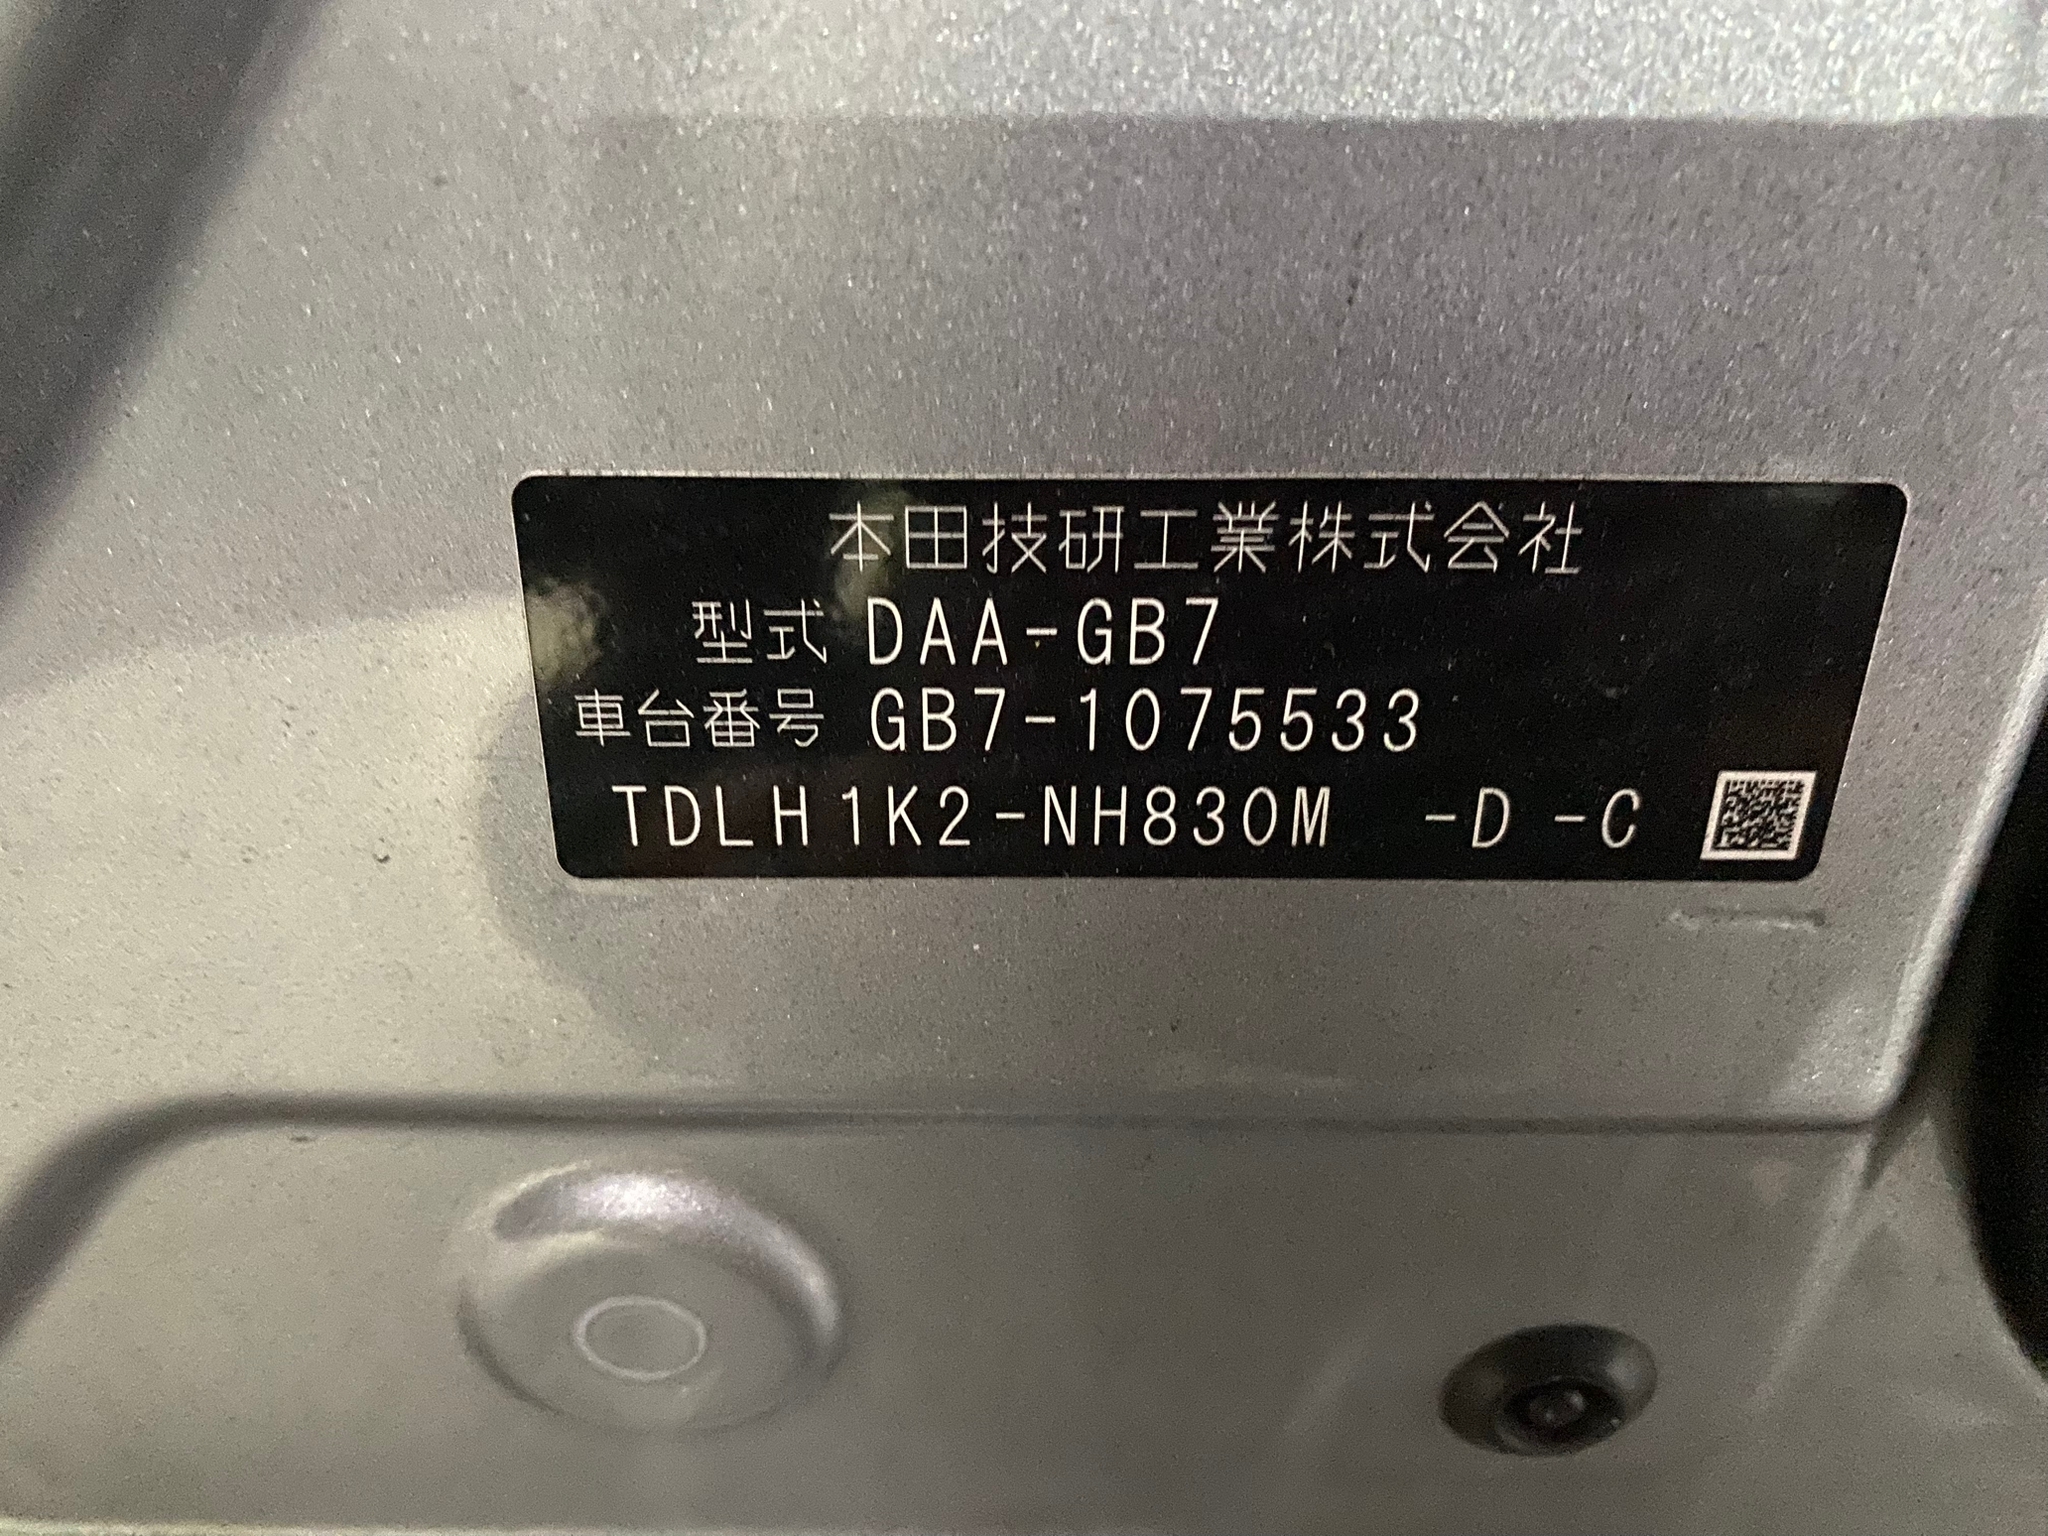 本田技研工業株式会社
型式 DAA-GB7
車台番号 GB7-1075533
TDLH1K2-NH830M -D -C